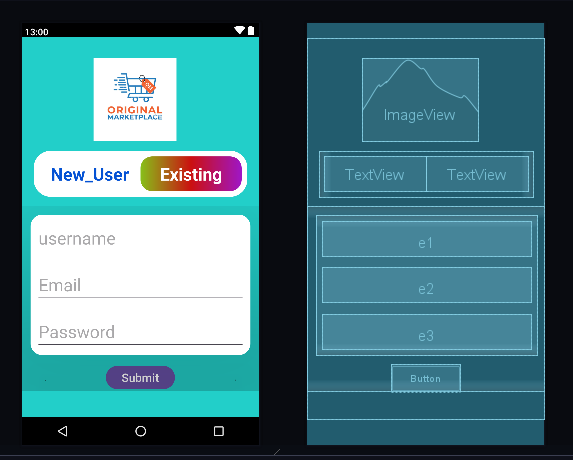 13:00
ORIGINAL
MARKETPLACE
New_User Existing
username
Email
Password
Submit
ImageView
TextView TextView
e1
e2
e3
Button